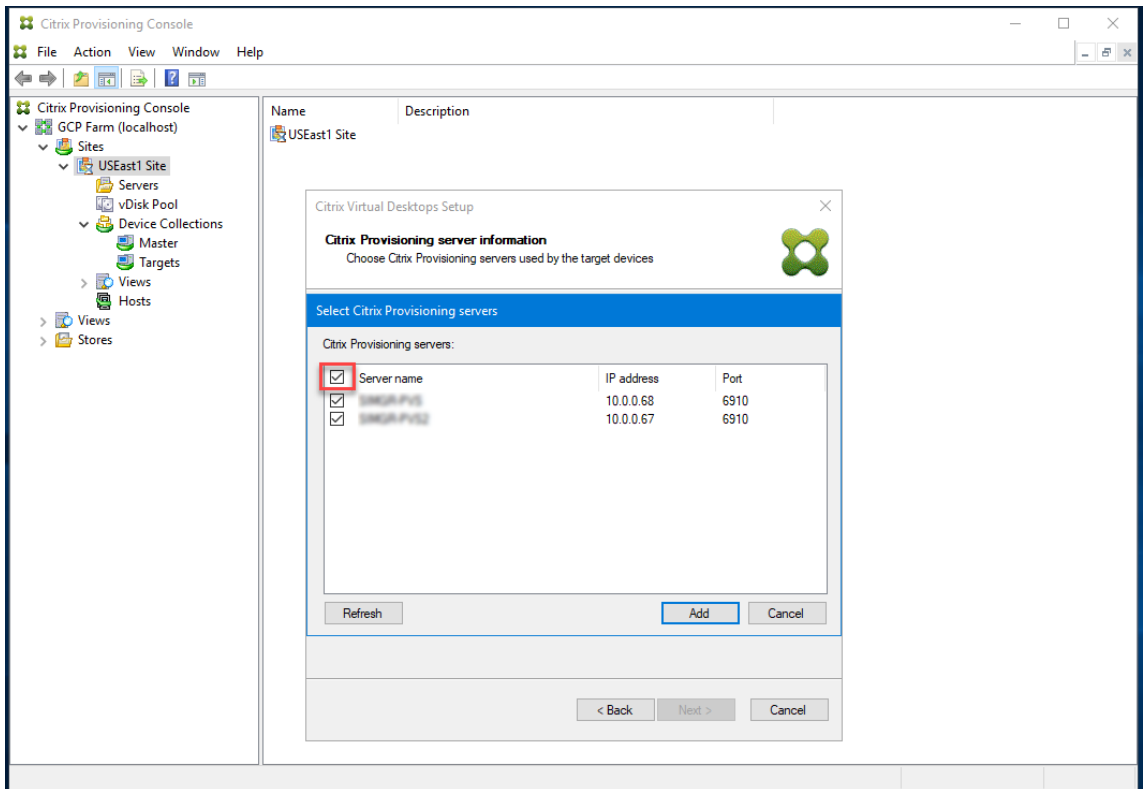 Citrix Provisioning Console
File Action View Window Help
Citrix Provisioning Console
GCP Farm (localhost)
Sites
USEast1 Site
Servers
vDisk Pool
Device Collections
Master
Targets
Views
Hosts
Views
Stores
Name Description
USEast1 Site
Citrix Virtual Desktops Setup
Citrix Provisioning server information
Choose Citrix Provisioning servers used by the target devices
Select Citrix Provisioning servers
Citrix Provisioning servers:
Server name IP address Port
10.0.0.68 6910
10.0.0.67 6910
Refresh Add Cancel
< Back Next > Cancel